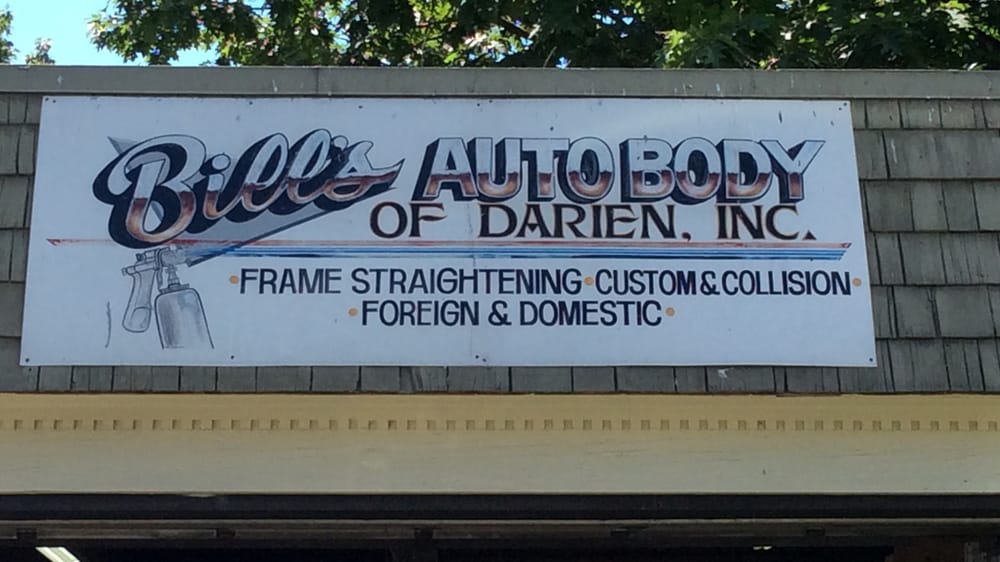 Bill's AUTO BODY
OF DARIEN, INC.
•FRAME STRAIGHTENING•CUSTOM & COLLISION•
•FOREIGN & DOMESTIC•